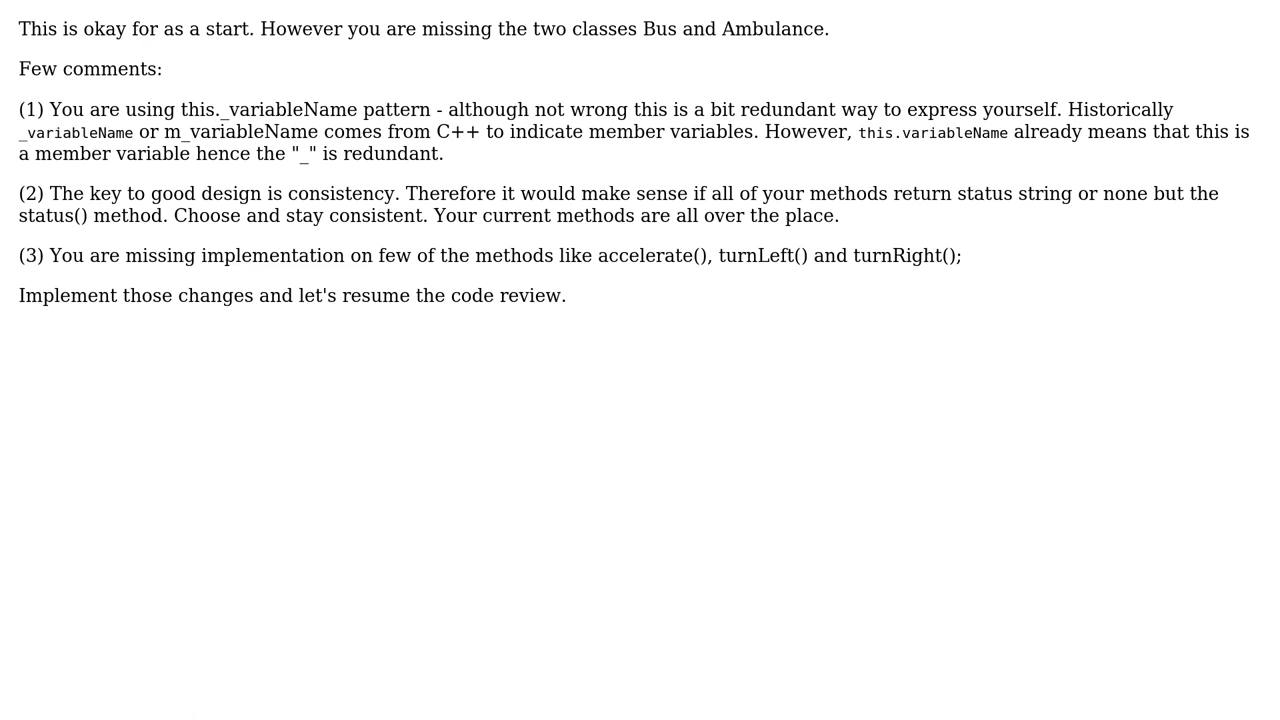 This is okay for as a start. However you are missing the two classes Bus and Ambulance.
Few comments:
(1) You are using this._variableName pattern - although not wrong this is a bit redundant way to express yourself. Historically
_variableName or m_variableName comes from C++ to indicate member variables. However, this.variableName already means that this is
a member variable hence the "_" is redundant.
(2) The key to good design is consistency. Therefore it would make sense if all of your methods return status string or none but the
status() method. Choose and stay consistent. Your current methods are all over the place.
(3) You are missing implementation on few of the methods like accelerate(), turnLeft() and turnRight();
Implement those changes and let's resume the code review.